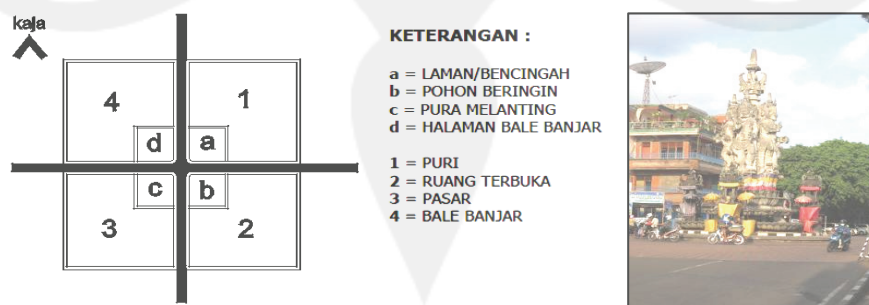 kaja
4
1
d
a
c
b
3
2
KETERANGAN :
a = LAMAN/BENCINGAH
b = POHON BERINGIN
c = PURA MELANTING
d = HALAMAN BALE BANJAR
1 = PURI
2 = RUANG TERBUKA
3 = PASAR
4 = BALE BANJAR